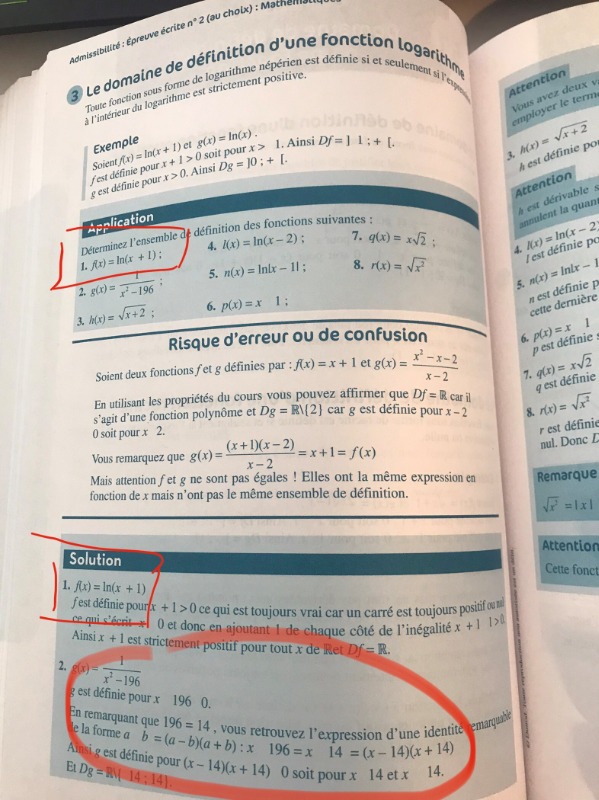 Admissibilité : Épreuve écrite n° 2 (au choix) : Mathématiques
3 Le domaine de définition d'une fonction logarithme
Toute fonction sous forme de logarithme népérien est définie si et seulement si l'expression
à l'intérieur du logarithme est strictement positive.
Exemple
Soient f(x) = ln(x + 1) et g(x) = ln(x).
f est définie pour x + 1 > 0 soit pour x > 1. Ainsi Df = ] 1 ; + [.
g est définie pour x > 0. Ainsi Dg = ]0 ; + [.
Application
Déterminez l'ensemble de définition des fonctions suivantes :
1. f(x) = ln(x + 1) ;
2. g(x) = 1/(x² −196) ;
3. h(x) = √(x+2) ;
4. l(x) = ln(x − 2) ;
5. n(x) = ln|x − 1| ;
6. p(x) = x 1 ;
7. q(x) = x√2 ;
8. r(x) = √x²
Risque d'erreur ou de confusion
Soient deux fonctions f et g définies par : f(x) = x + 1 et g(x) = (x² − x − 2)/(x − 2)
En utilisant les propriétés du cours vous pouvez affirmer que Df = ℝ car il
s'agit d'une fonction polynôme et Dg = ℝ\{2} car g est définie pour x − 2
0 soit pour x 2.
Vous remarquez que g(x) = (x+1)(x−2)/(x−2) = x+1 = f(x)
Mais attention f et g ne sont pas égales ! Elles ont la même expression en
fonction de x mais n'ont pas le même ensemble de définition.
Solution
1. f(x) = ln(x + 1)
f est définie pour x + 1 > 0 ce qui est toujours vrai car un carré est toujours positif ou nul
ce qui s'écrit x 0 et donc en ajoutant 1 de chaque côté de l'inégalité x + 1 1 > 0.
Ainsi x + 1 est strictement positif pour tout x de ℝ et Df = ℝ.
2. g(x) = 1/(x² −196)
g est définie pour x 196 0.
En remarquant que 196 = 14 , vous retrouvez l'expression d'une identité remarquable
de la forme a b = (a − b)(a + b) : x 196 = x 14 = (x − 14)(x + 14)
Ainsi g est définie pour (x − 14)(x + 14) 0 soit pour x 14 et x 14.
Et Dg = ℝ\{ 14 ; 14}.
Attention
Vous avez deux
employer le
3. h(x) = √(x + 2)
h est définie
Attention
h est dérivable
annulent la
4. l(x) = ln(x − 2)
l est définie
5. n(x) = ln|x −
n est définie
cette dernière
6. p(x) = x 1
p est définie
7. q(x) = x√2
q est définie
8. r(x) = √x²
r est définie
nul. Donc
Remarque
√x² = |x|
Attention
Cette